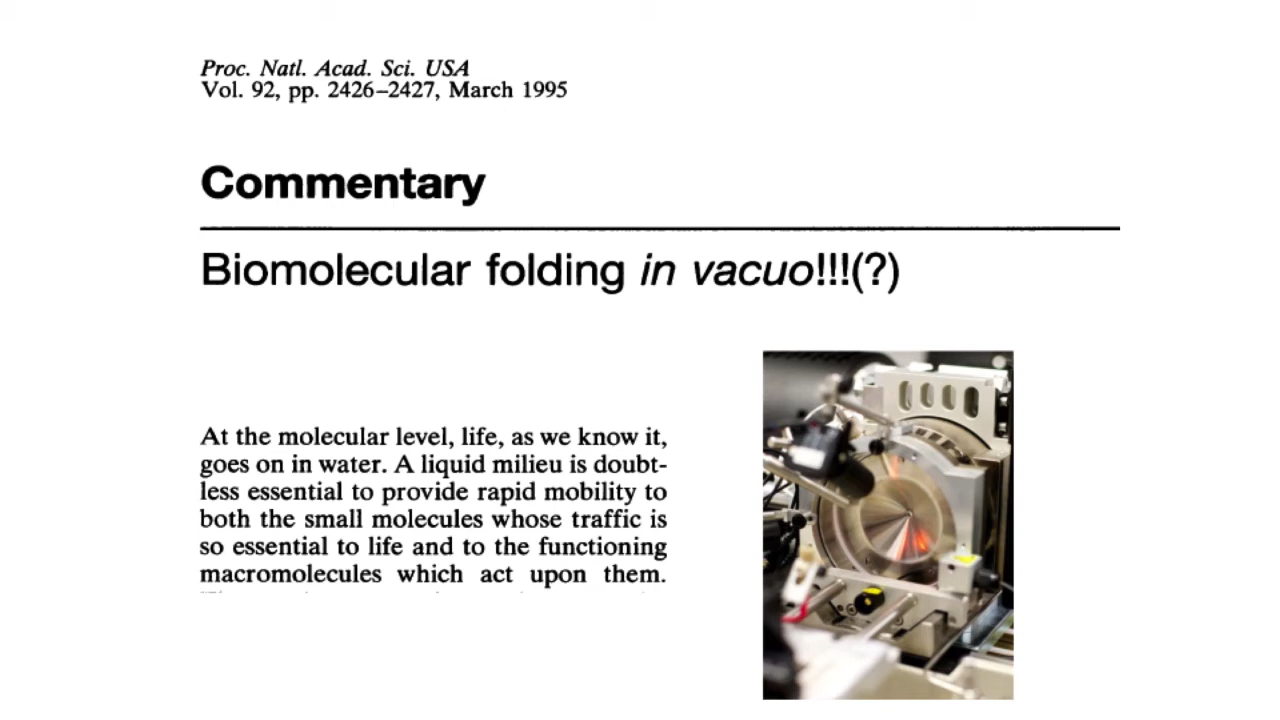 Proc. Natl. Acad. Sci. USA
Vol. 92, pp. 2426–2427, March 1995
Commentary
Biomolecular folding in vacuo!!!(?)
At the molecular level, life, as we know it,
goes on in water. A liquid milieu is doubt-
less essential to provide rapid mobility to
both the small molecules whose traffic is
so essential to life and to the functioning
macromolecules which act upon them.